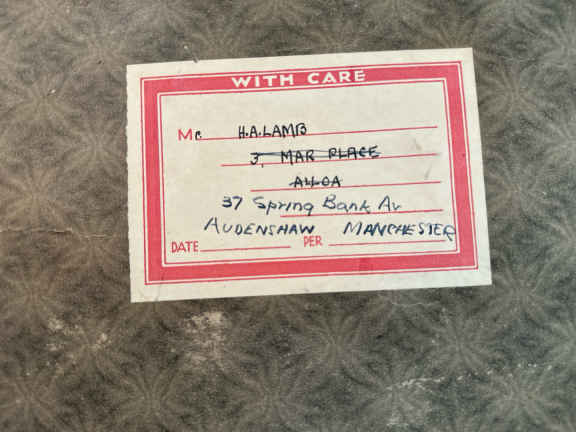 WITH CARE
Mr. H.A. LAMB
3, MAR PLACE
ALLOA
37 Spring Bank Av
AUDENSHAW MANCHESTER
DATE PER